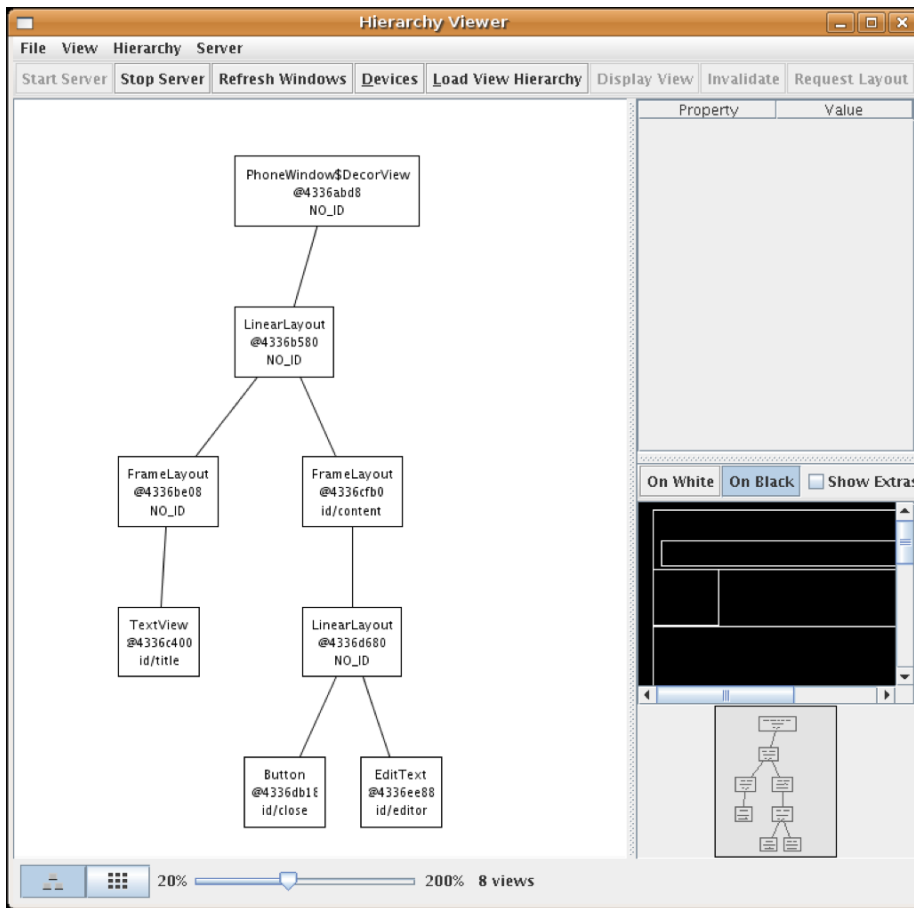 Hierarchy Viewer
File View Hierarchy Server
Start Server Stop Server Refresh Windows Devices Load View Hierarchy Display View Invalidate Request Layout
Property Value
PhoneWindow$DecorView
@4336abd8
NO_ID
LinearLayout
@4336b580
NO_ID
FrameLayout
@4336be08
NO_ID
FrameLayout
@4336cfb0
id/content
TextView
@4336c400
id/title
LinearLayout
@4336d680
NO_ID
Button
@4336db18
id/close
EditText
@4336ee88
id/editor
On White On Black Show Extras
20% 200% 8 views